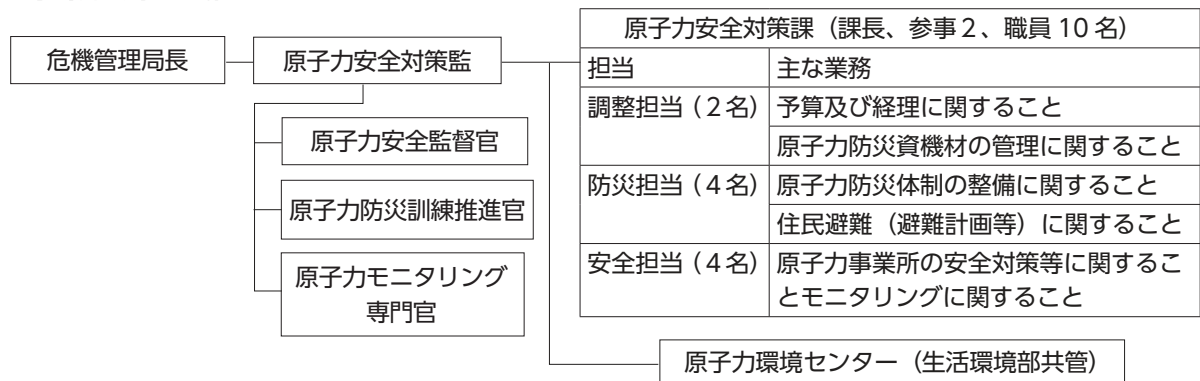 原子力安全対策課（課長、参事２、職員 10 名）
危機管理局長
原子力安全対策監
担当
主な業務
調整担当（２名）
予算及び経理に関すること
原子力防災資機材の管理に関すること
防災担当（４名）
原子力防災体制の整備に関すること
住民避難（避難計画等）に関すること
安全担当（４名）
原子力事業所の安全対策等に関するこ
とモニタリングに関すること
原子力安全監督官
原子力防災訓練推進官
原子力モニタリング
専門官
原子力環境センター（生活環境部共管）